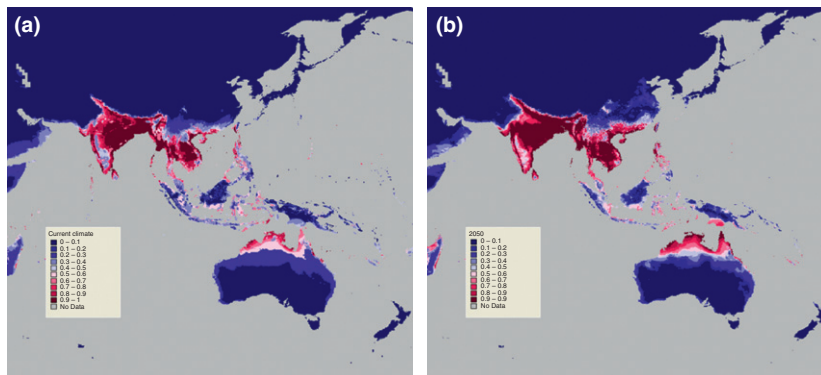 (a)
Current climate
0 – 0.1
0.1 – 0.2
0.2 – 0.3
0.3 – 0.4
0.4 – 0.5
0.5 – 0.6
0.6 – 0.7
0.7 – 0.8
0.8 – 0.9
0.9 – 1
No Data
(b)
2050
0 – 0.1
0.1 – 0.2
0.2 – 0.3
0.3 – 0.4
0.4 – 0.5
0.5 – 0.6
0.6 – 0.7
0.7 – 0.8
0.8 – 0.9
0.9 – 0.9
No Data